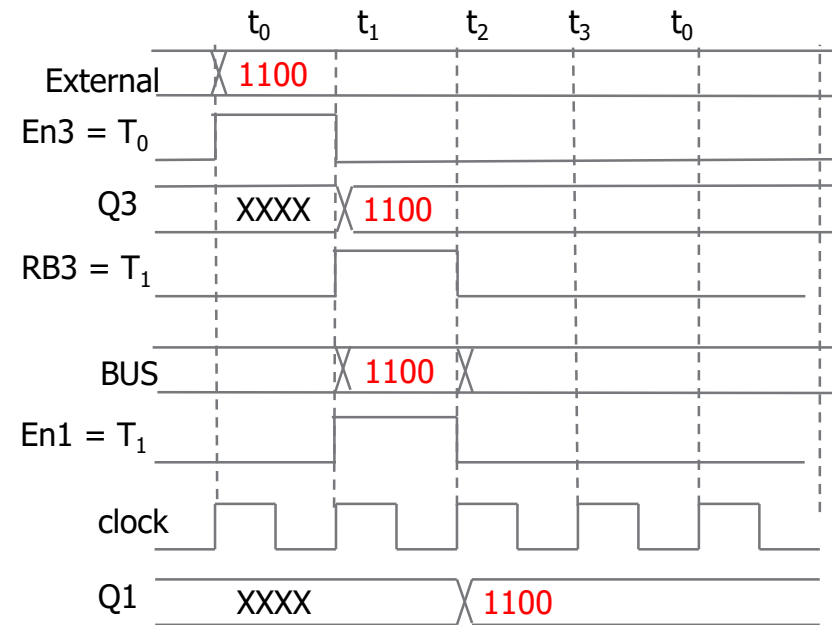 t₀ t₁ t₂ t₃ t₀
External 1100
En3 = T₀
Q3 XXXX 1100
RB3 = T₁
BUS 1100
En1 = T₁
clock
Q1 XXXX 1100